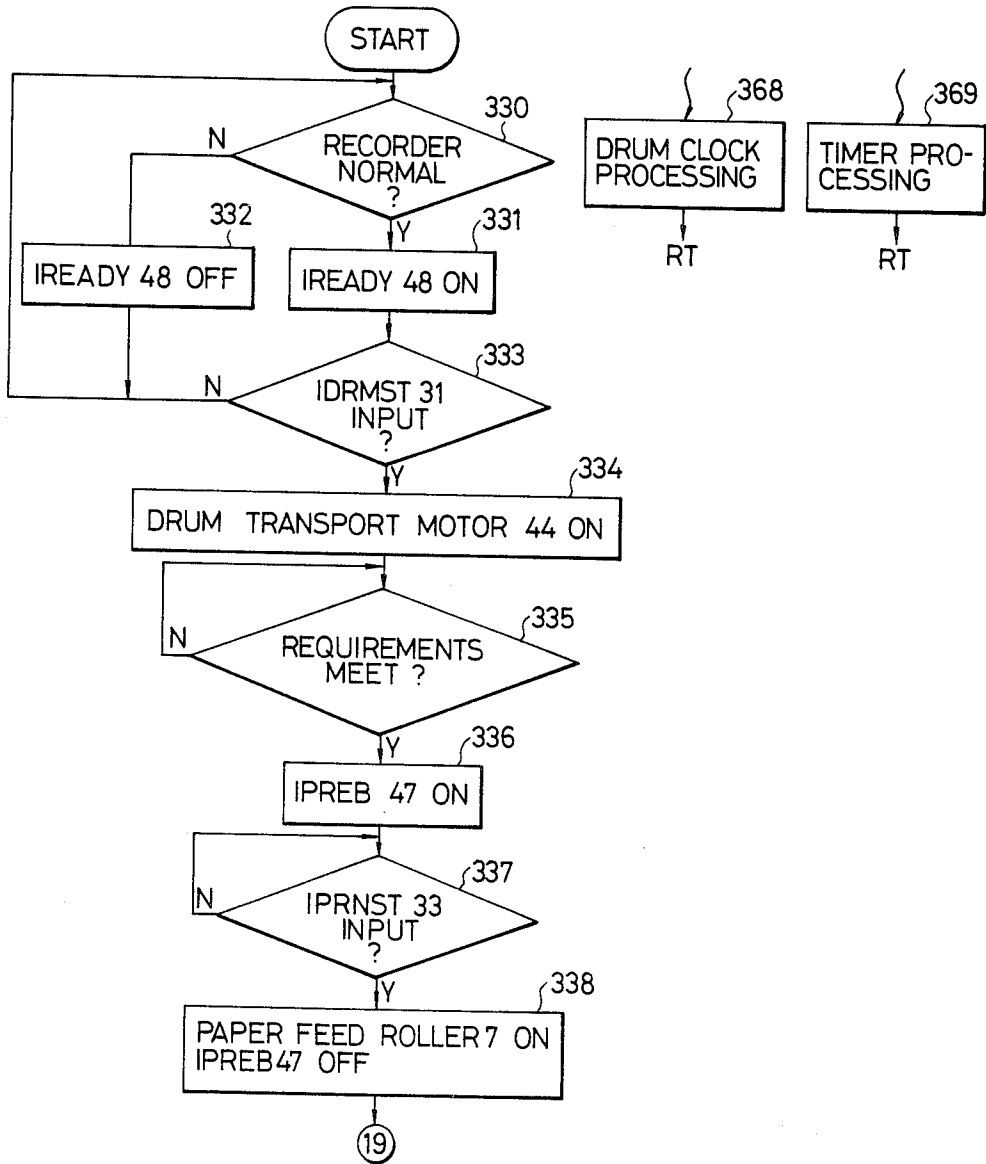 START
330
RECORDER
NORMAL
?
N
Y
332
IREADY 48 OFF
331
IREADY 48 ON
333
IDRMST 31
INPUT
?
N
Y
334
DRUM TRANSPORT MOTOR 44 ON
335
REQUIREMENTS
MEET ?
N
Y
336
IPREB 47 ON
337
IPRNST 33
INPUT
?
N
Y
338
PAPER FEED ROLLER 7 ON
IPREB47 OFF
19
368
DRUM CLOCK
PROCESSING
RT
369
TIMER PRO-
CESSING
RT